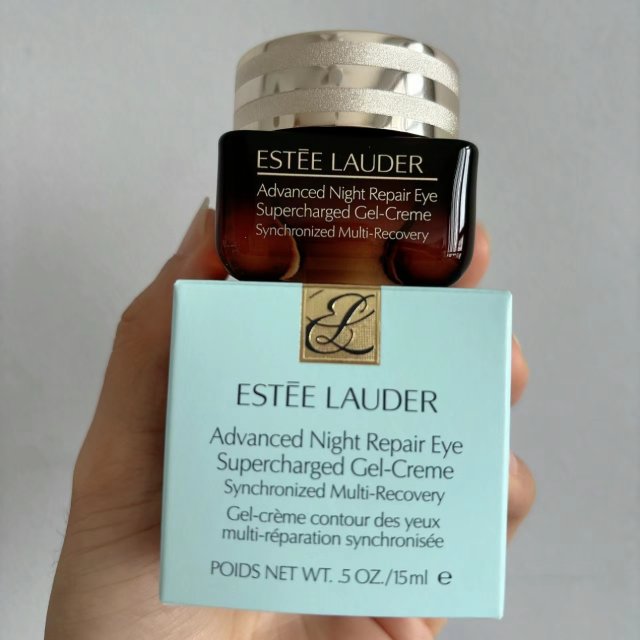 ESTĒE LAUDER
Advanced Night Repair Eye
Supercharged Gel-Creme
Synchronized Multi-Recovery
EL
ESTĒE LAUDER
Advanced Night Repair Eye
Supercharged Gel-Creme
Synchronized Multi-Recovery
Gel-crème contour des yeux
multi-réparation synchronisée
POIDS NET WT. .5 OZ./15ml e